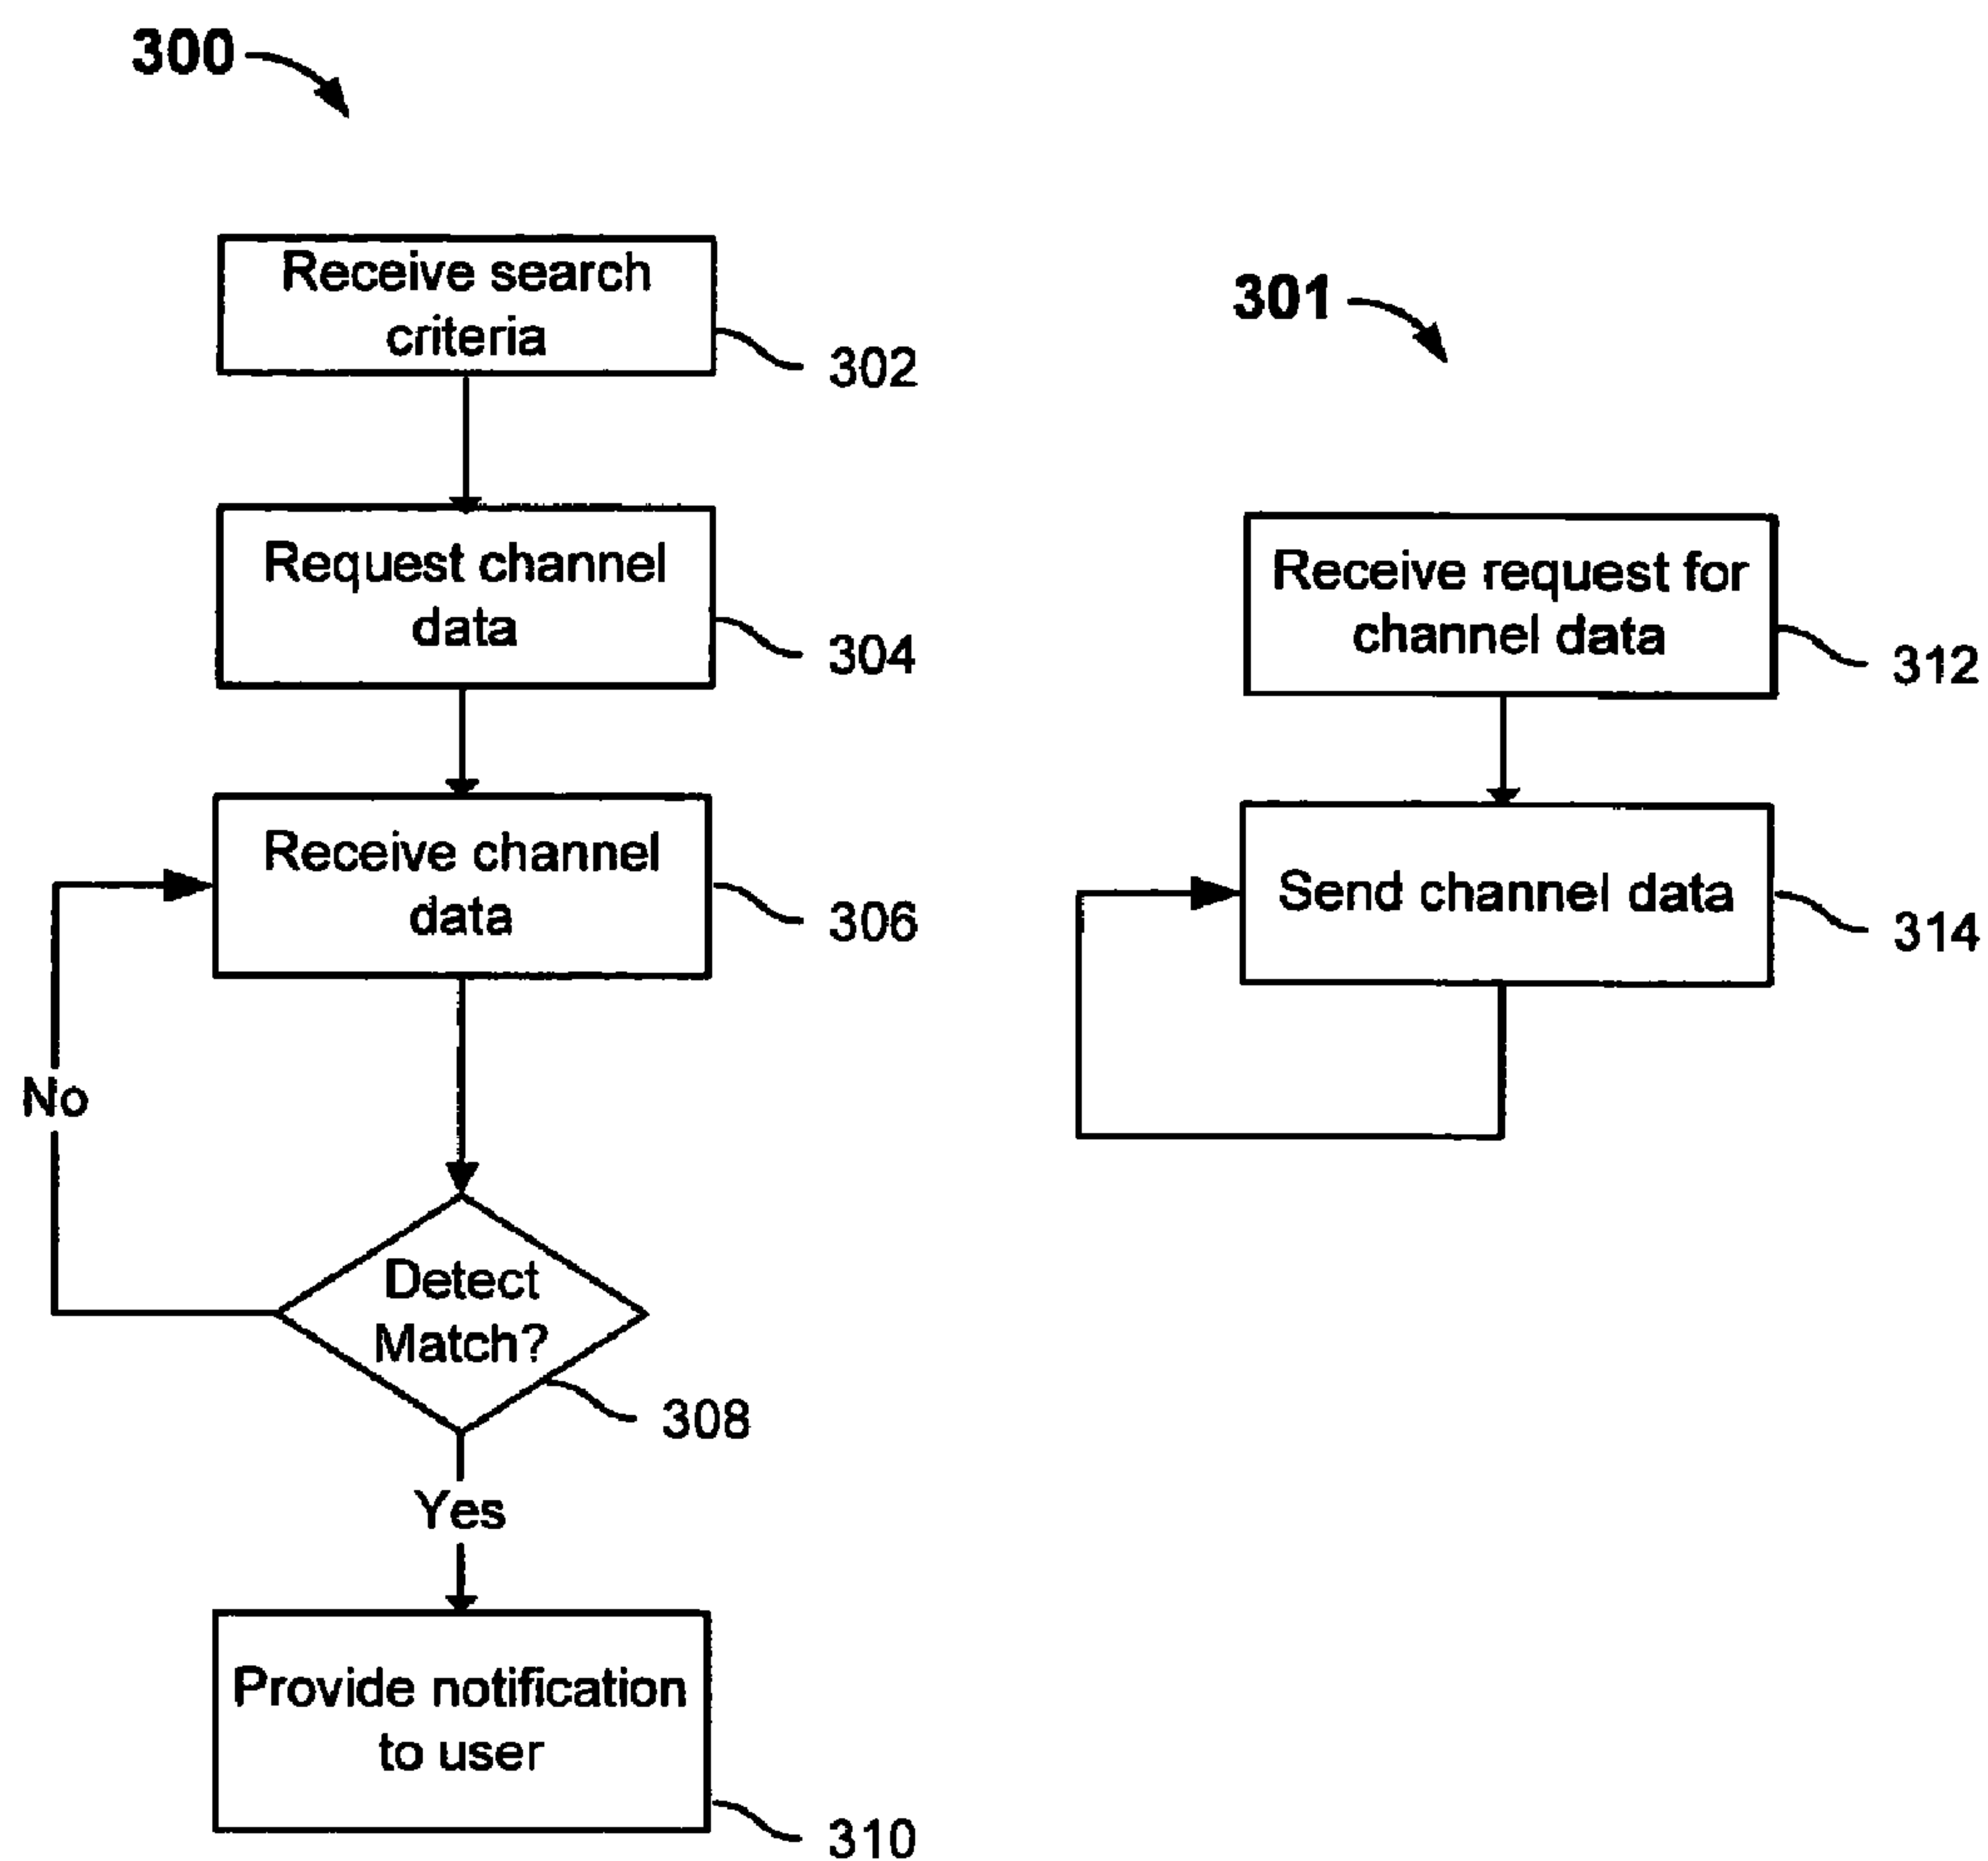 300
Receive search
criteria
302
Request channel
data
304
Receive channel
data
306
No
Detect
Match?
308
Yes
Provide notification
to user
310
301
Receive request for
channel data
312
Send channel data
314